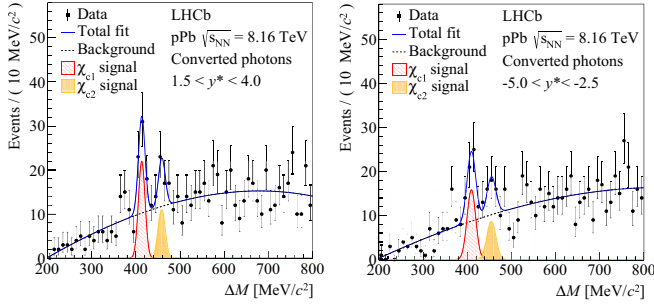 Events / ( 10 MeV/c²)
50
40
30
20
10
0
200 300 400 500 600 700 800
ΔM [MeV/c²]
Data
Total fit
Background
χc1 signal
χc2 signal
LHCb
pPb √sNN = 8.16 TeV
Converted photons
1.5 < y* < 4.0
Events / ( 10 MeV/c²)
50
40
30
20
10
0
200 300 400 500 600 700 800
ΔM [MeV/c²]
Data
Total fit
Background
χc1 signal
χc2 signal
LHCb
pPb √sNN = 8.16 TeV
Converted photons
-5.0 < y*< -2.5